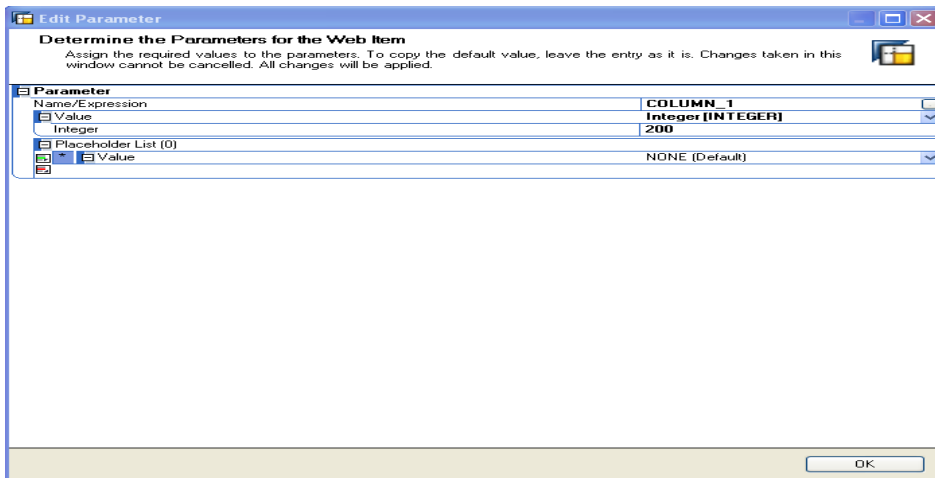 Edit Parameter
Determine the Parameters for the Web Item
Assign the required values to the parameters. To copy the default value, leave the entry as it is. Changes taken in this
window cannot be cancelled. All changes will be applied.
Parameter
Name/Expression COLUMN_1
Value Integer [INTEGER]
Integer 200
Placeholder List (0)
* Value NONE (Default)
OK